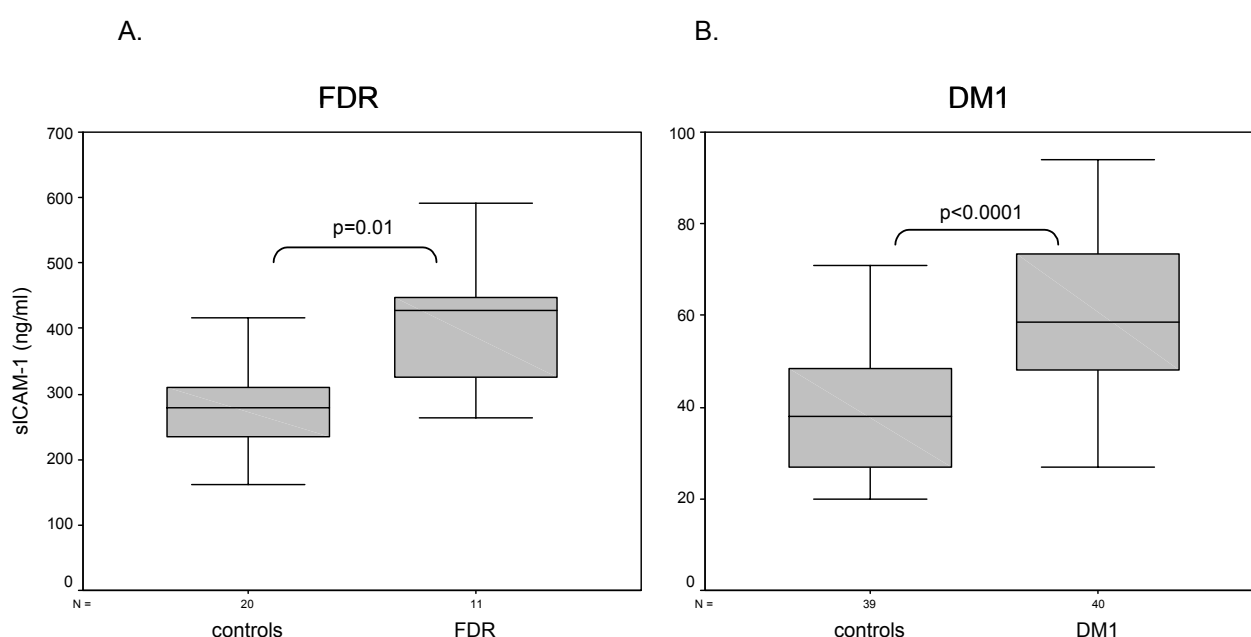 A.
B.
FDR
DM1
sICAM-1 (ng/ml)
700
600
500
400
300
200
100
0
p=0.01
N =
20
11
controls
FDR
100
80
60
40
20
0
p<0.0001
N =
39
40
controls
DM1